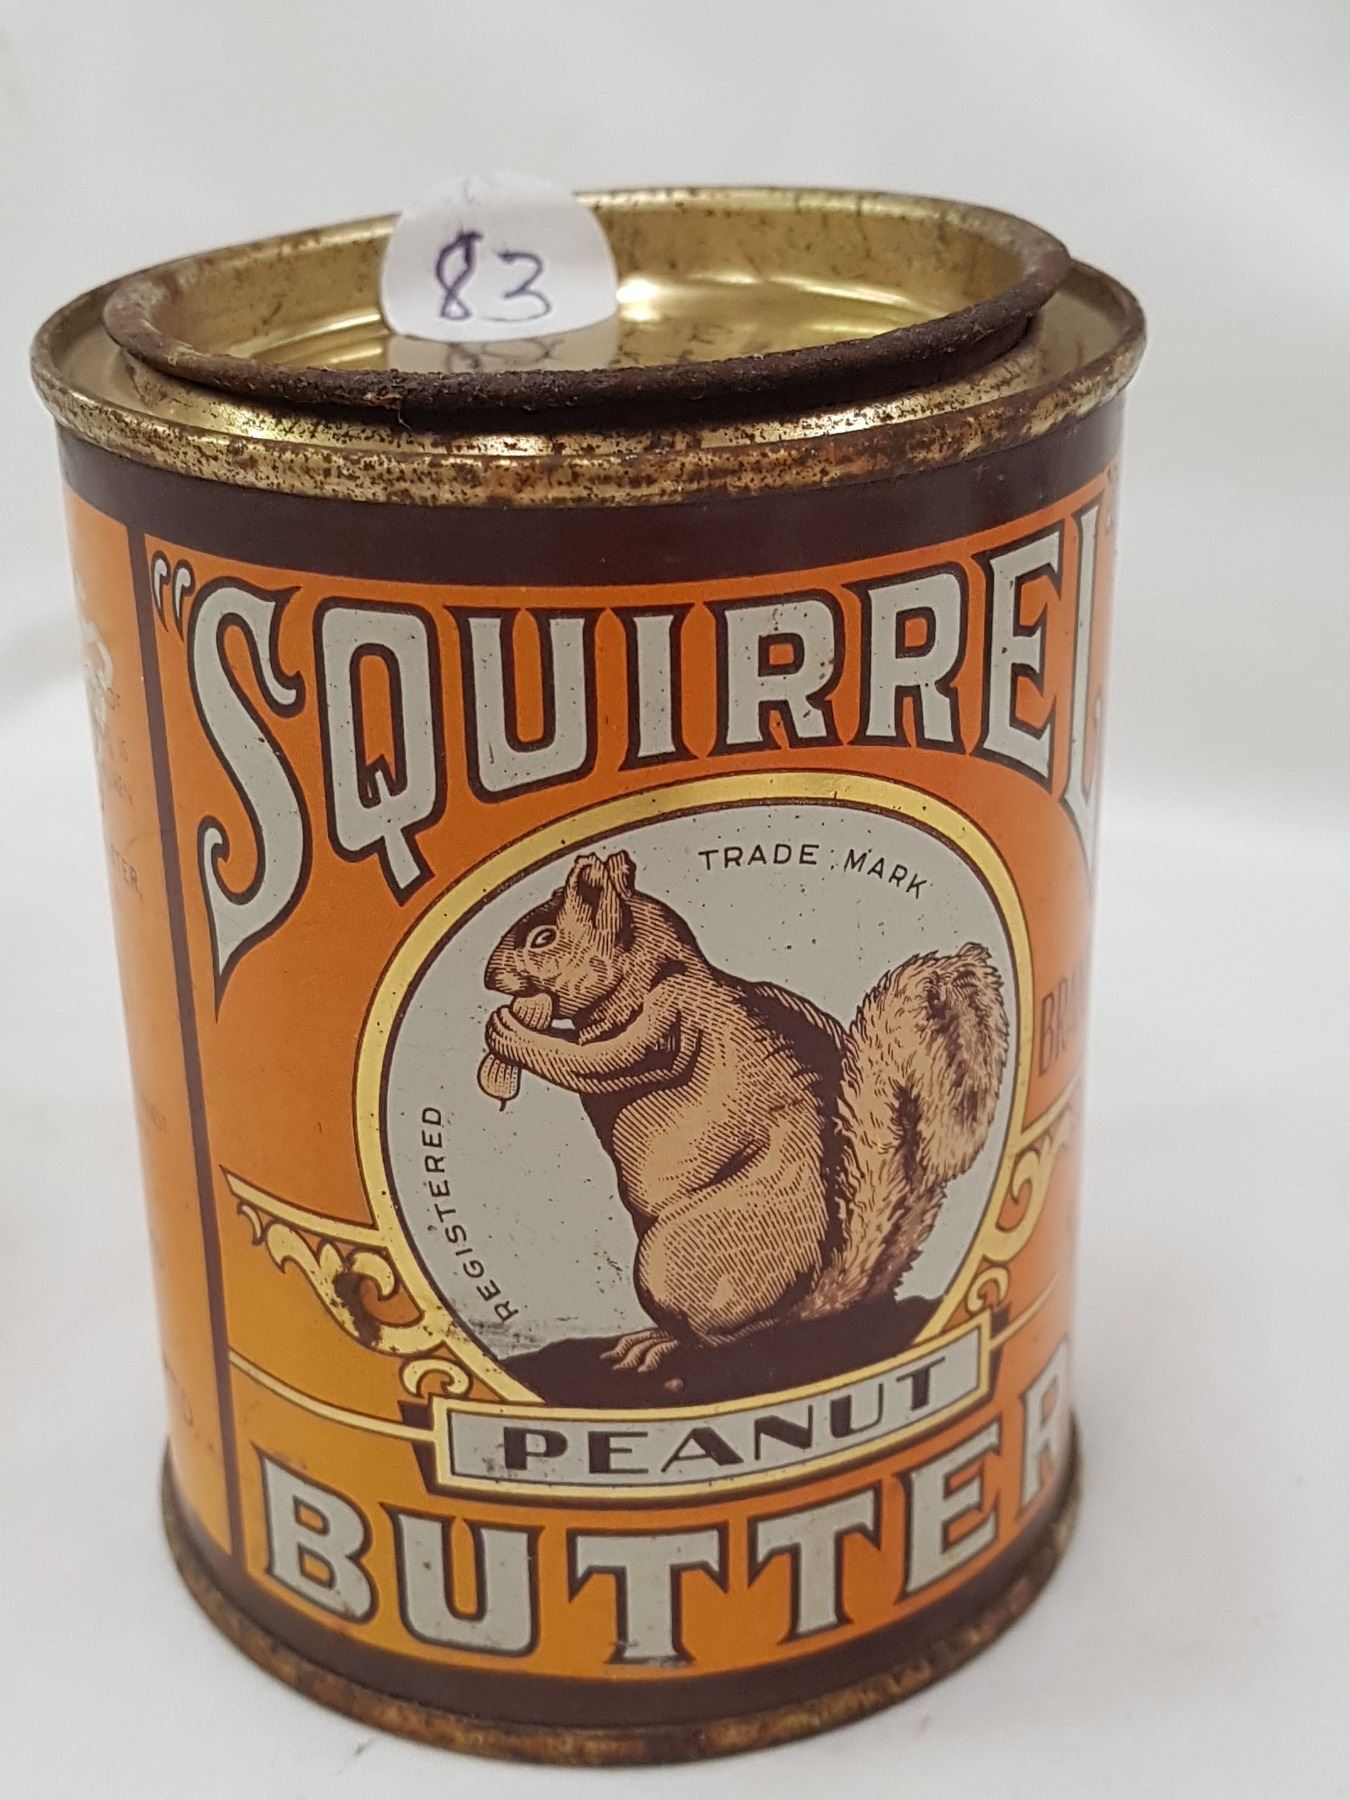 83
"SQUIRREL"
TRADE MARK
REGISTERED
PEANUT
BUTTER